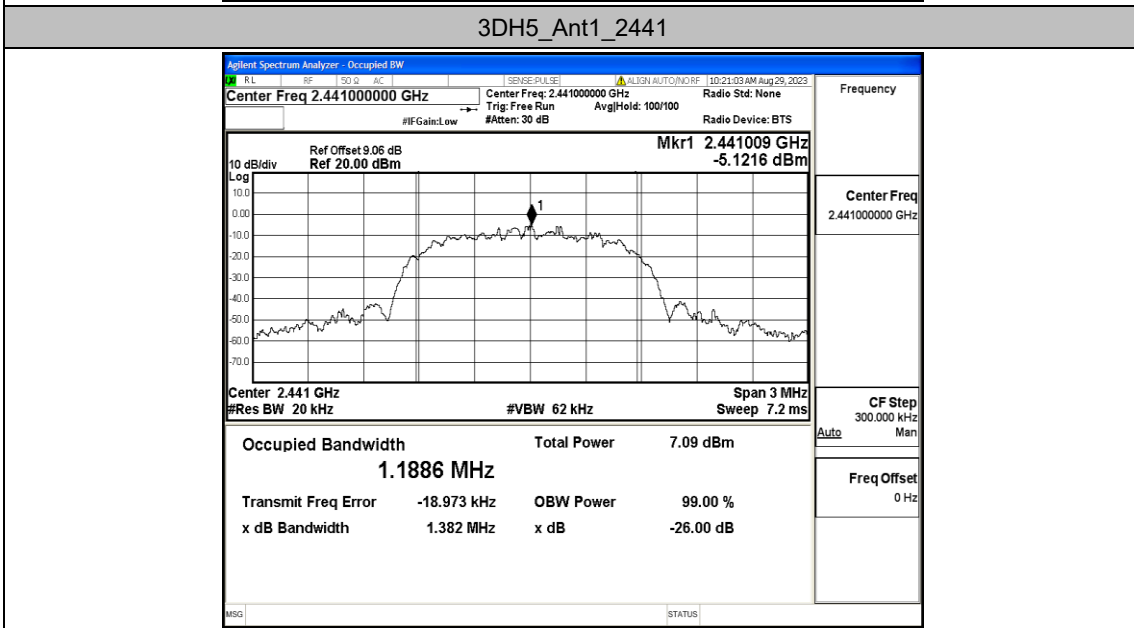 3DH5_Ant1_2441
Agilent Spectrum Analyzer - Occupied BW
RL RF 50 Ω AC SENSE:PULSE ALIGN AUTO/NO RF 10:21:03 AM Aug 29, 2023
Center Freq 2.441000000 GHz
Center Freq: 2.441000000 GHz Radio Std: None
Trig: Free Run Avg|Hold: 100/100
#IFGain:Low #Atten: 30 dB Radio Device: BTS
Mkr1 2.441009 GHz
-5.1216 dBm
Ref Offset 9.06 dB
10 dB/div Ref 20.00 dBm
Log
10.0
0.00
-10.0
-20.0
-30.0
-40.0
-50.0
-60.0
-70.0
1
Center 2.441 GHz Span 3 MHz
#Res BW 20 kHz #VBW 62 kHz Sweep 7.2 ms
Occupied Bandwidth Total Power 7.09 dBm
1.1886 MHz
Transmit Freq Error -18.973 kHz OBW Power 99.00 %
x dB Bandwidth 1.382 MHz x dB -26.00 dB
MSG STATUS
Frequency
Center Freq
2.441000000 GHz
CF Step
300.000 kHz
Auto Man
Freq Offset
0 Hz